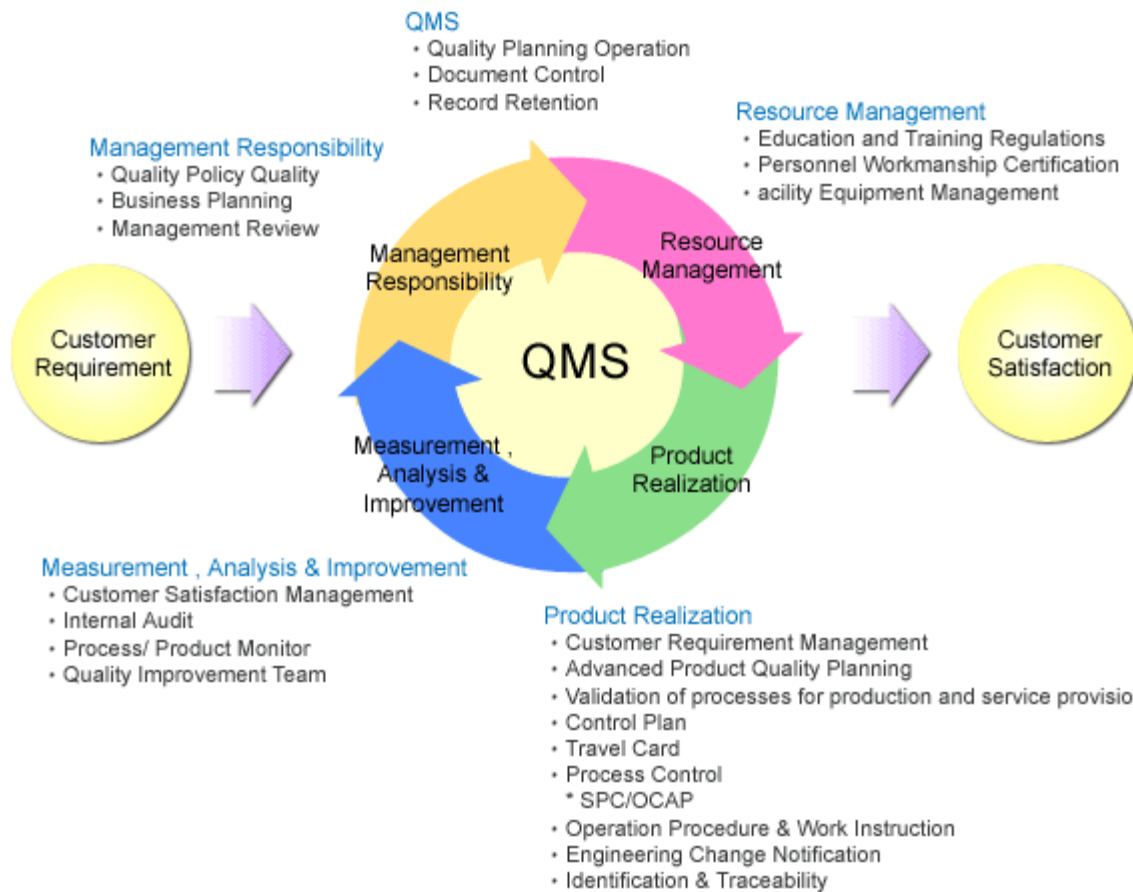 QMS
・Quality Planning Operation
・Document Control
・Record Retention
Resource Management
・Education and Training Regulations
・Personnel Workmanship Certification
・acility Equipment Management
Management Responsibility
・Quality Policy Quality
・Business Planning
・Management Review
Customer
Requirement
Management
Responsibility
Resource
Management
QMS
Measurement ,
Analysis &
Improvement
Product
Realization
Customer
Satisfaction
Measurement , Analysis & Improvement
・Customer Satisfaction Management
・Internal Audit
・Process/ Product Monitor
・Quality Improvement Team
Product Realization
・Customer Requirement Management
・Advanced Product Quality Planning
・Validation of processes for production and service provisio
・Control Plan
・Travel Card
・Process Control
* SPC/OCAP
・Operation Procedure & Work Instruction
・Engineering Change Notification
・Identification & Traceability